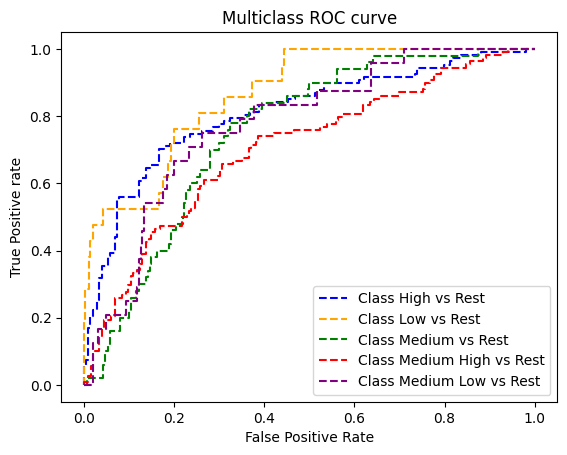 Multiclass ROC curve
True Positive rate
1.0
0.8
0.6
0.4
0.2
0.0
Class High vs Rest
Class Low vs Rest
Class Medium vs Rest
Class Medium High vs Rest
Class Medium Low vs Rest
0.0 0.2 0.4 0.6 0.8 1.0
False Positive Rate